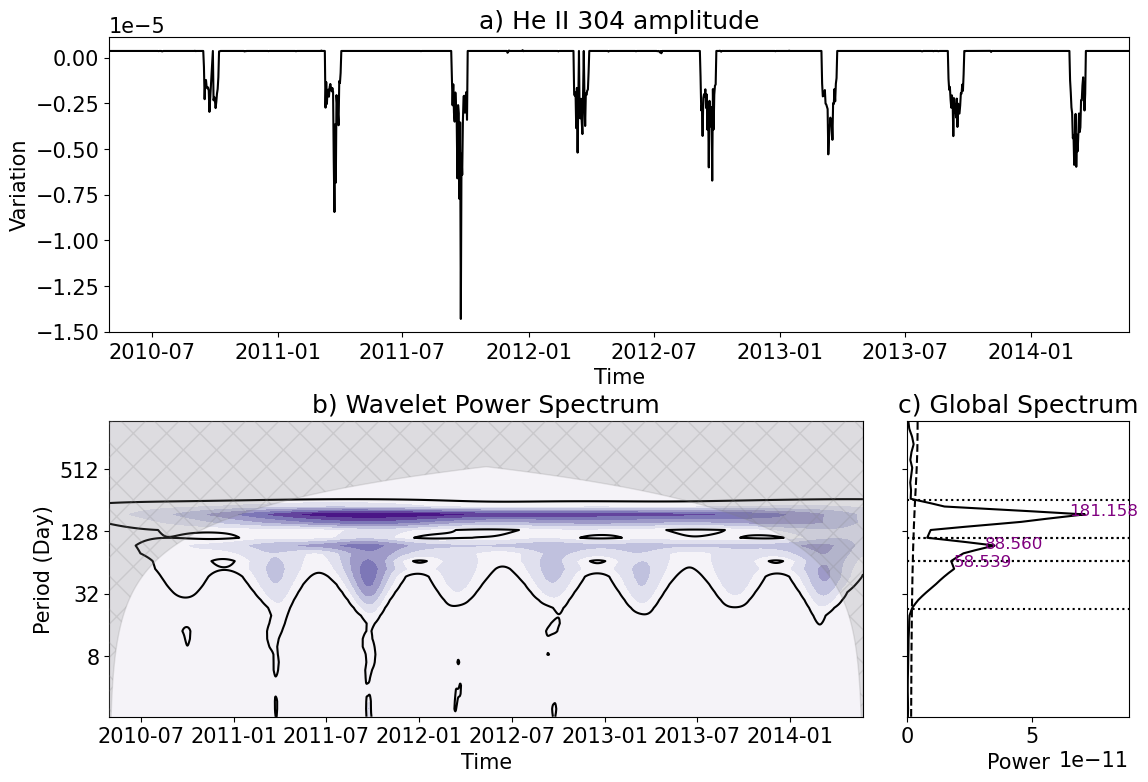 a) He II 304 amplitude
1e−5
0.00
−0.25
−0.50
−0.75
−1.00
−1.25
−1.50
Variation
2010-07 2011-01 2011-07 2012-01 2012-07 2013-01 2013-07 2014-01
Time
b) Wavelet Power Spectrum
512
128
32
8
Period (Day)
2010-07 2011-01 2011-07 2012-01 2012-07 2013-01 2013-07 2014-01
Time
c) Global Spectrum
181.158
88.560
58.539
0 5
Power 1e−11